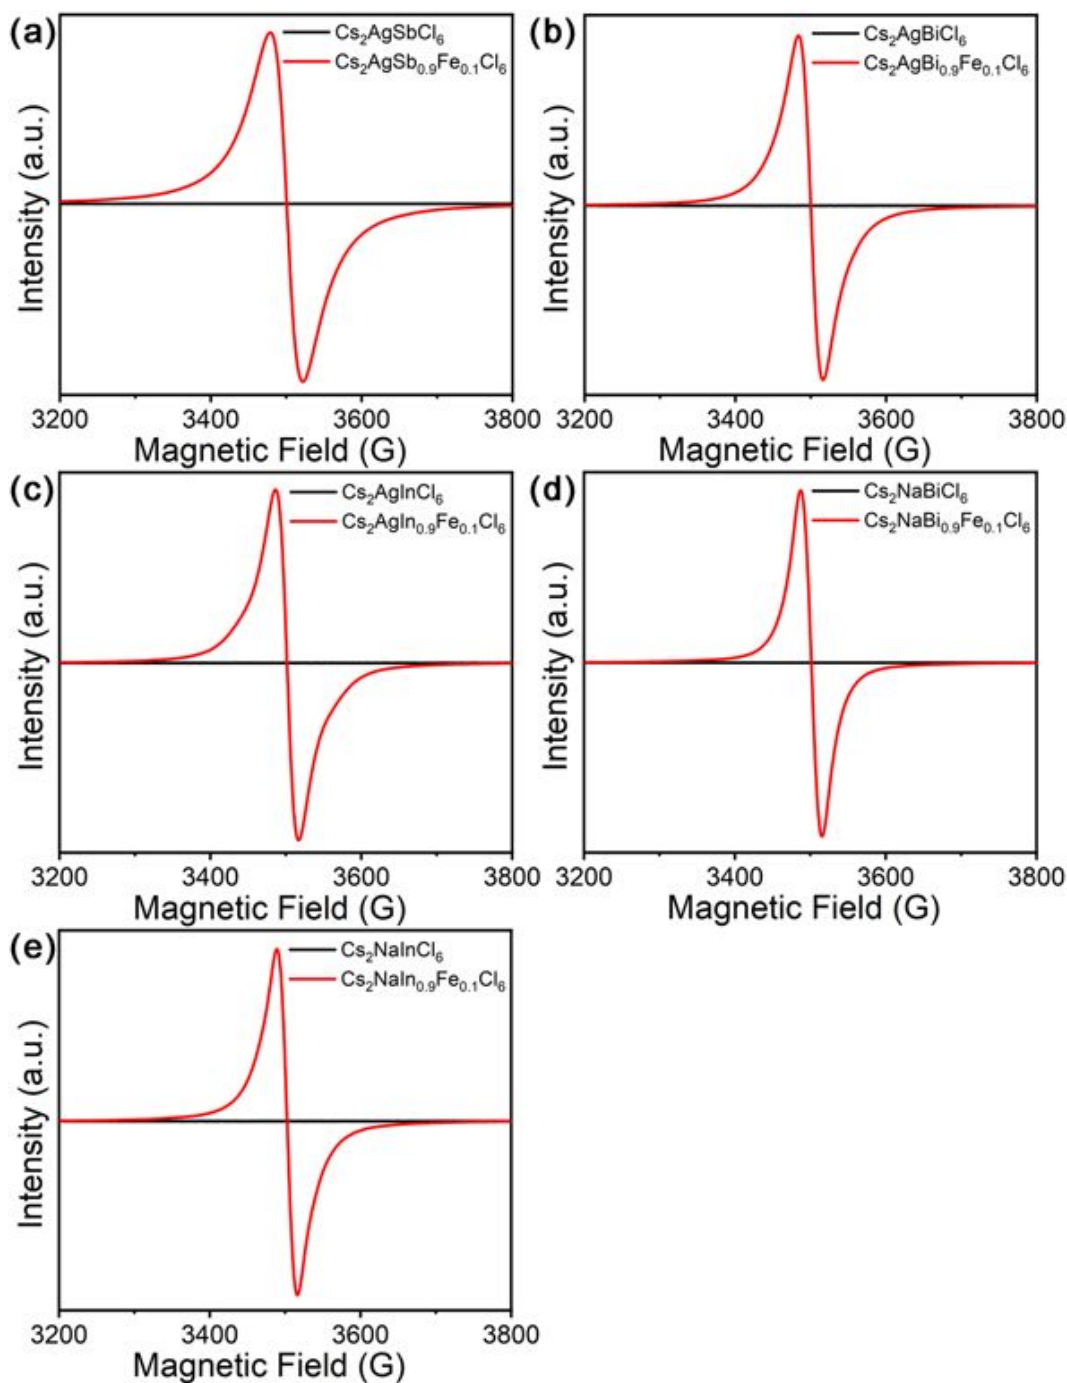 (a)
Cs₂AgSbCl₆
Cs₂AgSb₀.₉Fe₀.₁Cl₆
Intensity (a.u.)
3200 3400 3600 3800
Magnetic Field (G)
(b)
Cs₂AgBiCl₆
Cs₂AgBi₀.₉Fe₀.₁Cl₆
Intensity (a.u.)
3200 3400 3600 3800
Magnetic Field (G)
(c)
Cs₂AgInCl₆
Cs₂AgIn₀.₉Fe₀.₁Cl₆
Intensity (a.u.)
3200 3400 3600 3800
Magnetic Field (G)
(d)
Cs₂NaBiCl₆
Cs₂NaBi₀.₉Fe₀.₁Cl₆
Intensity (a.u.)
3200 3400 3600 3800
Magnetic Field (G)
(e)
Cs₂NaInCl₆
Cs₂NaIn₀.₉Fe₀.₁Cl₆
Intensity (a.u.)
3200 3400 3600 3800
Magnetic Field (G)